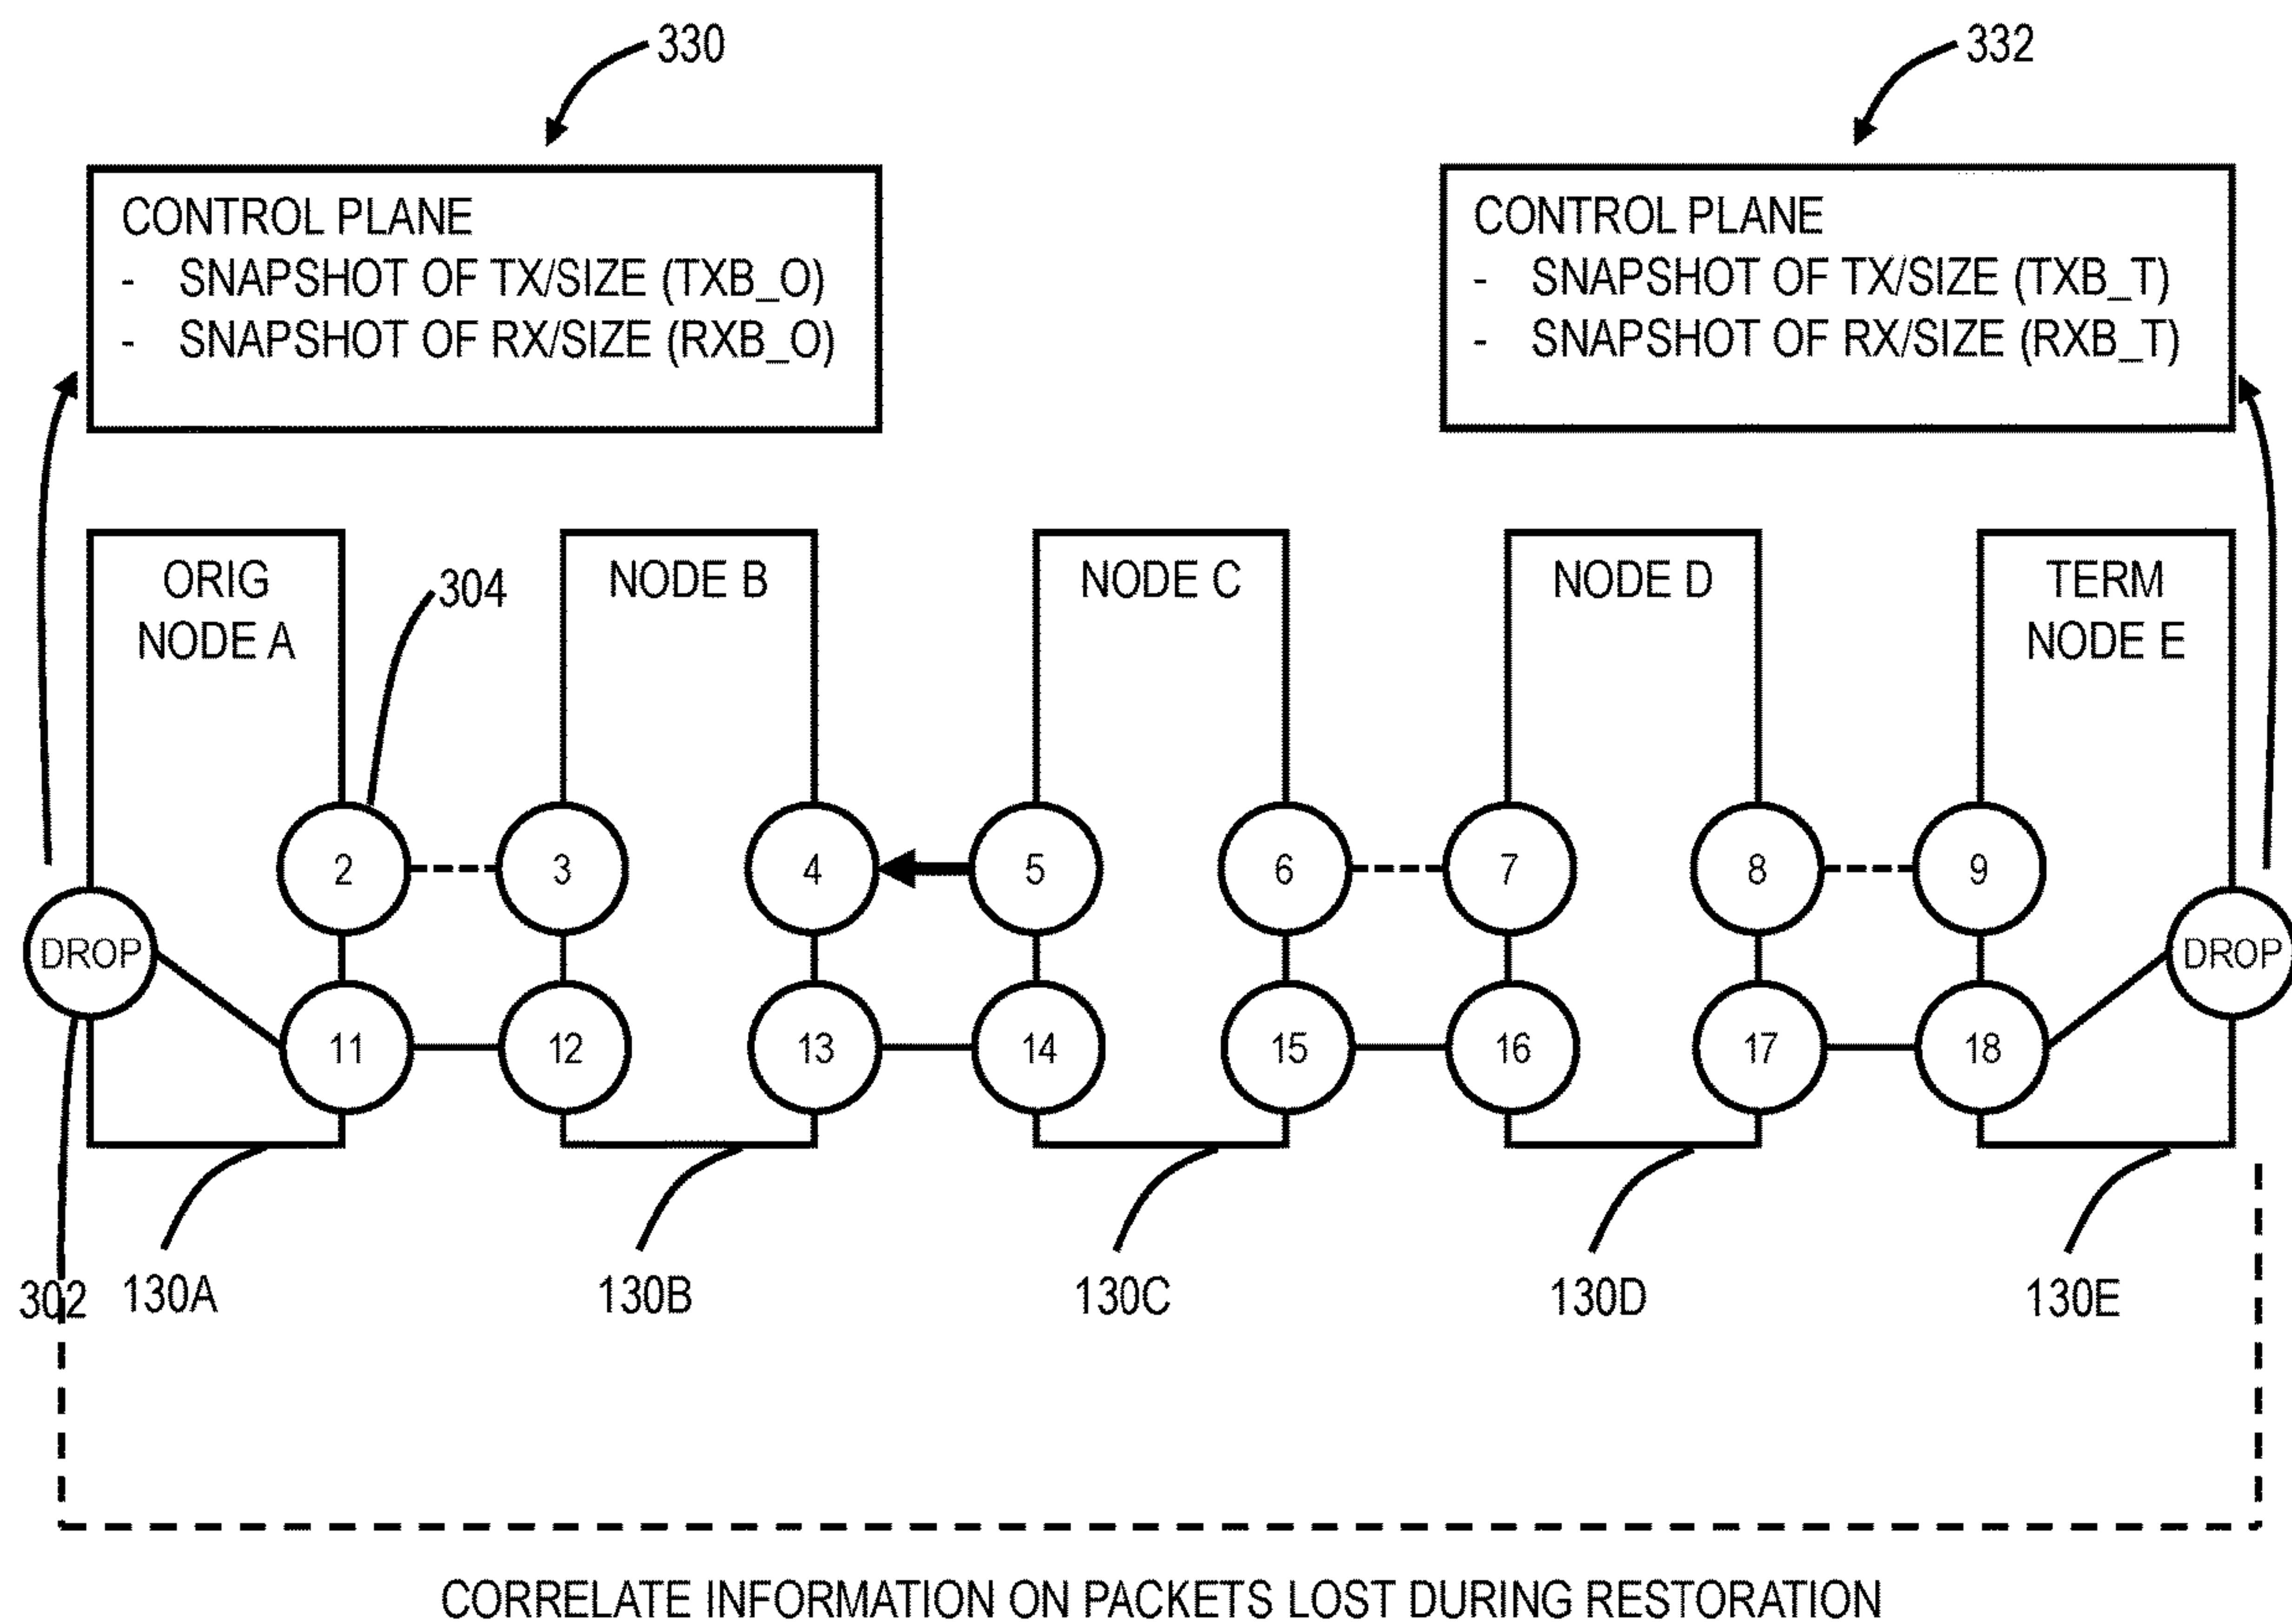 330
332
CONTROL PLANE
- SNAPSHOT OF TX/SIZE (TXB_O)
- SNAPSHOT OF RX/SIZE (RXB_O)
CONTROL PLANE
- SNAPSHOT OF TX/SIZE (TXB_T)
- SNAPSHOT OF RX/SIZE (RXB_T)
ORIG
NODE A
304
NODE B
NODE C
NODE D
TERM
NODE E
2
3
4
5
6
7
8
9
DROP
DROP
11
12
13
14
15
16
17
18
302
130A
130B
130C
130D
130E
CORRELATE INFORMATION ON PACKETS LOST DURING RESTORATION